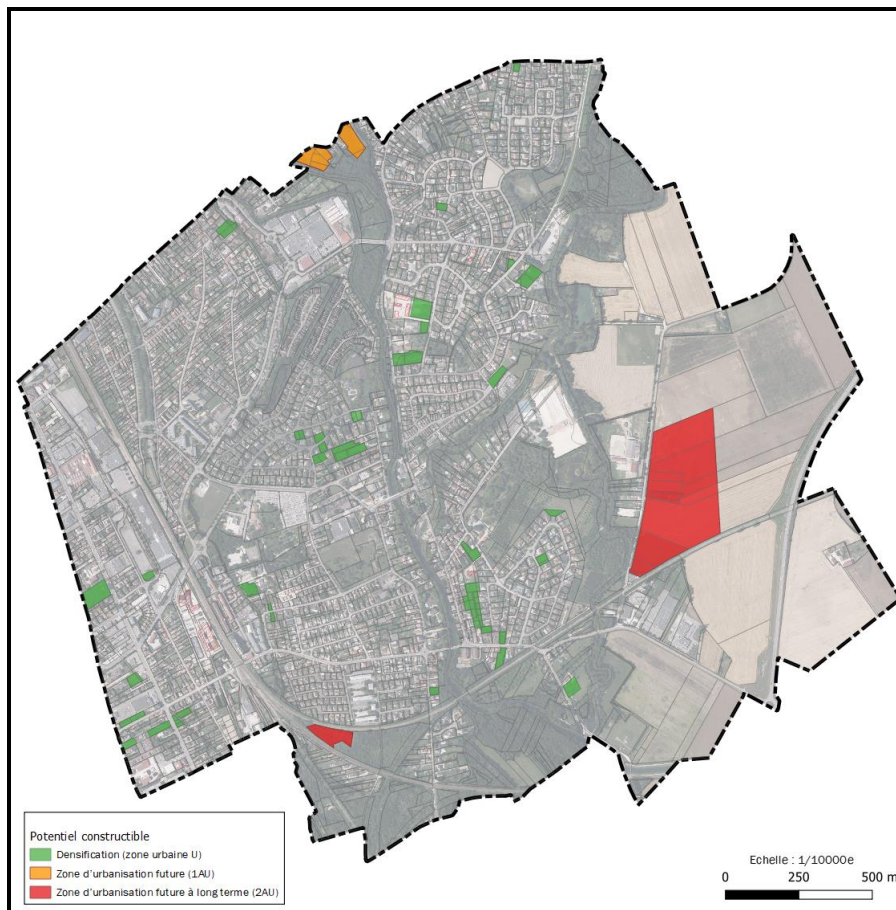 Potentiel constructible
Densification (zone urbaine U)
Zone d'urbanisation future (1AU)
Zone d'urbanisation future à long terme (2AU)
Echelle : 1/10000e
0 250 500 m